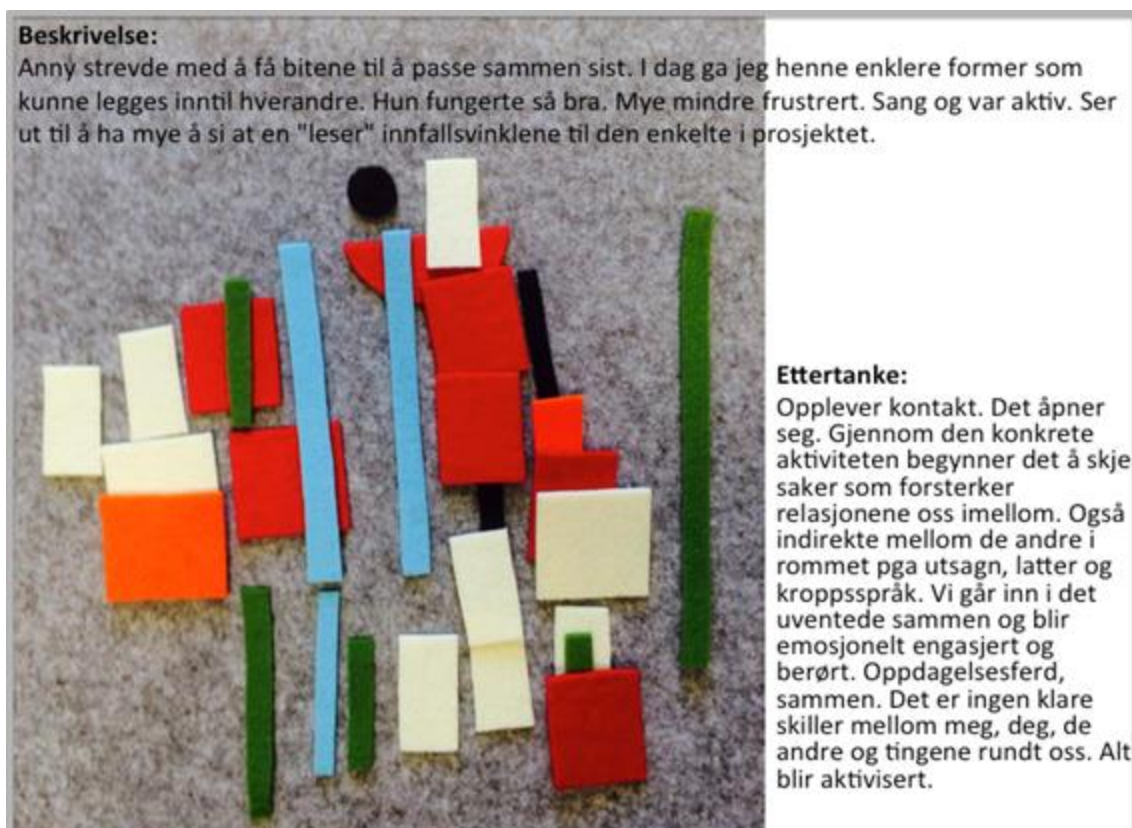 Beskrivelse:
Anny strevde med å få bitene til å passe sammen sist. I dag ga jeg henne enklere former som
kunne legges inntil hverandre. Hun fungerte så bra. Mye mindre frustrert. Sang og var aktiv. Ser
ut til å ha mye å si at en "leser" innfallsvinklene til den enkelte i prosjektet.
Ettertanke:
Opplever kontakt. Det åpner
seg. Gjennom den konkrete
aktiviteten begynner det å skje
saker som forsterker
relasjonene oss imellom. Også
indirekte mellom de andre i
rommet pga utsagn, latter og
kroppsspråk. Vi går inn i det
uventede sammen og blir
emosjonelt engasjert og
berørt. Oppdagelsesferd,
sammen. Det er ingen klare
skiller mellom meg, deg, de
andre og tingene rundt oss. Alt
blir aktivisert.